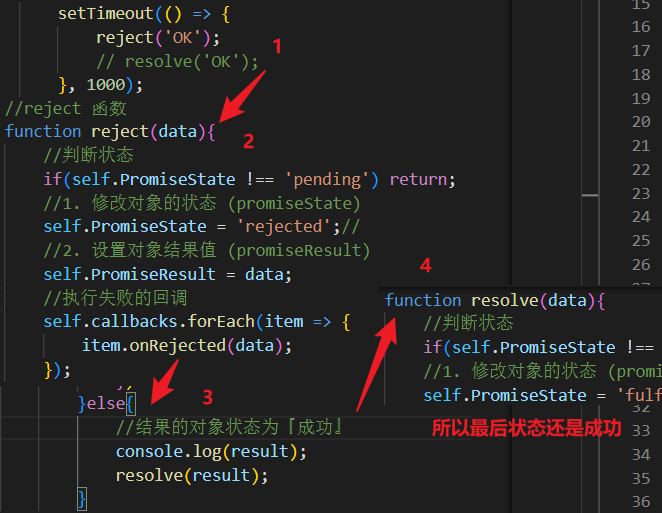 setTimeout(() => {
reject('OK');
// resolve('OK');
}, 1000);
1
//reject 函数
function reject(data){
2
//判断状态
if(self.PromiseState !== 'pending') return;
//1. 修改对象的状态 (promiseState)
self.PromiseState = 'rejected';//
//2. 设置对象结果值 (promiseResult)
self.PromiseResult = data;
//执行失败的回调
self.callbacks.forEach(item => {
item.onRejected(data);
});
4
function resolve(data){
//判断状态
if(self.PromiseState !==
//1. 修改对象的状态 (promi
self.PromiseState = 'fulf
3
}else{
//结果的对象状态为『成功』
console.log(result);
resolve(result);
}
所以最后状态还是成功
15
16
17
18
19
20
21
22
23
24
25
26
32
33
34
35
36